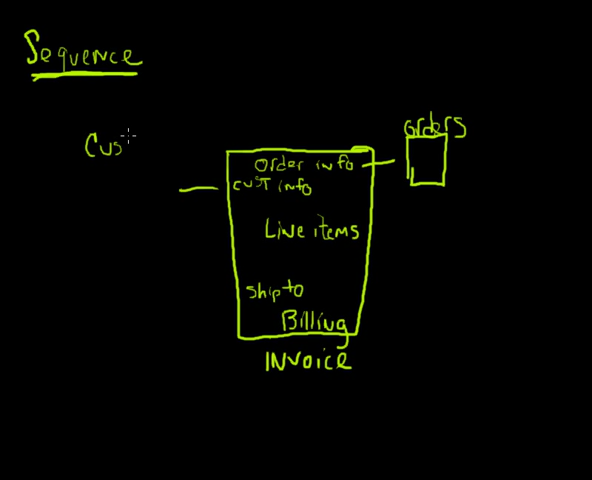 Sequence
orders
Cus
order info
cust info
Line items
ship to
Billing
INvoice